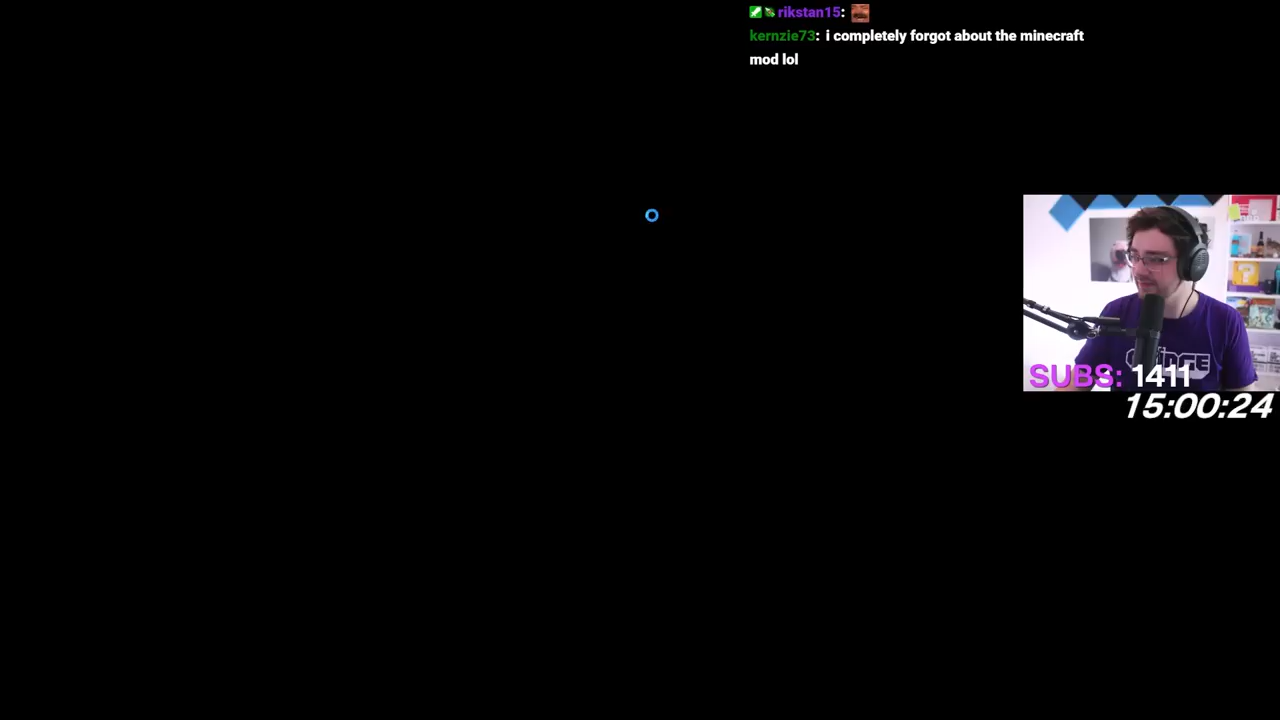 rikstan15:
kernzie73: i completely forgot about the minecraft
mod lol
SUBS: 1411
15:00:24